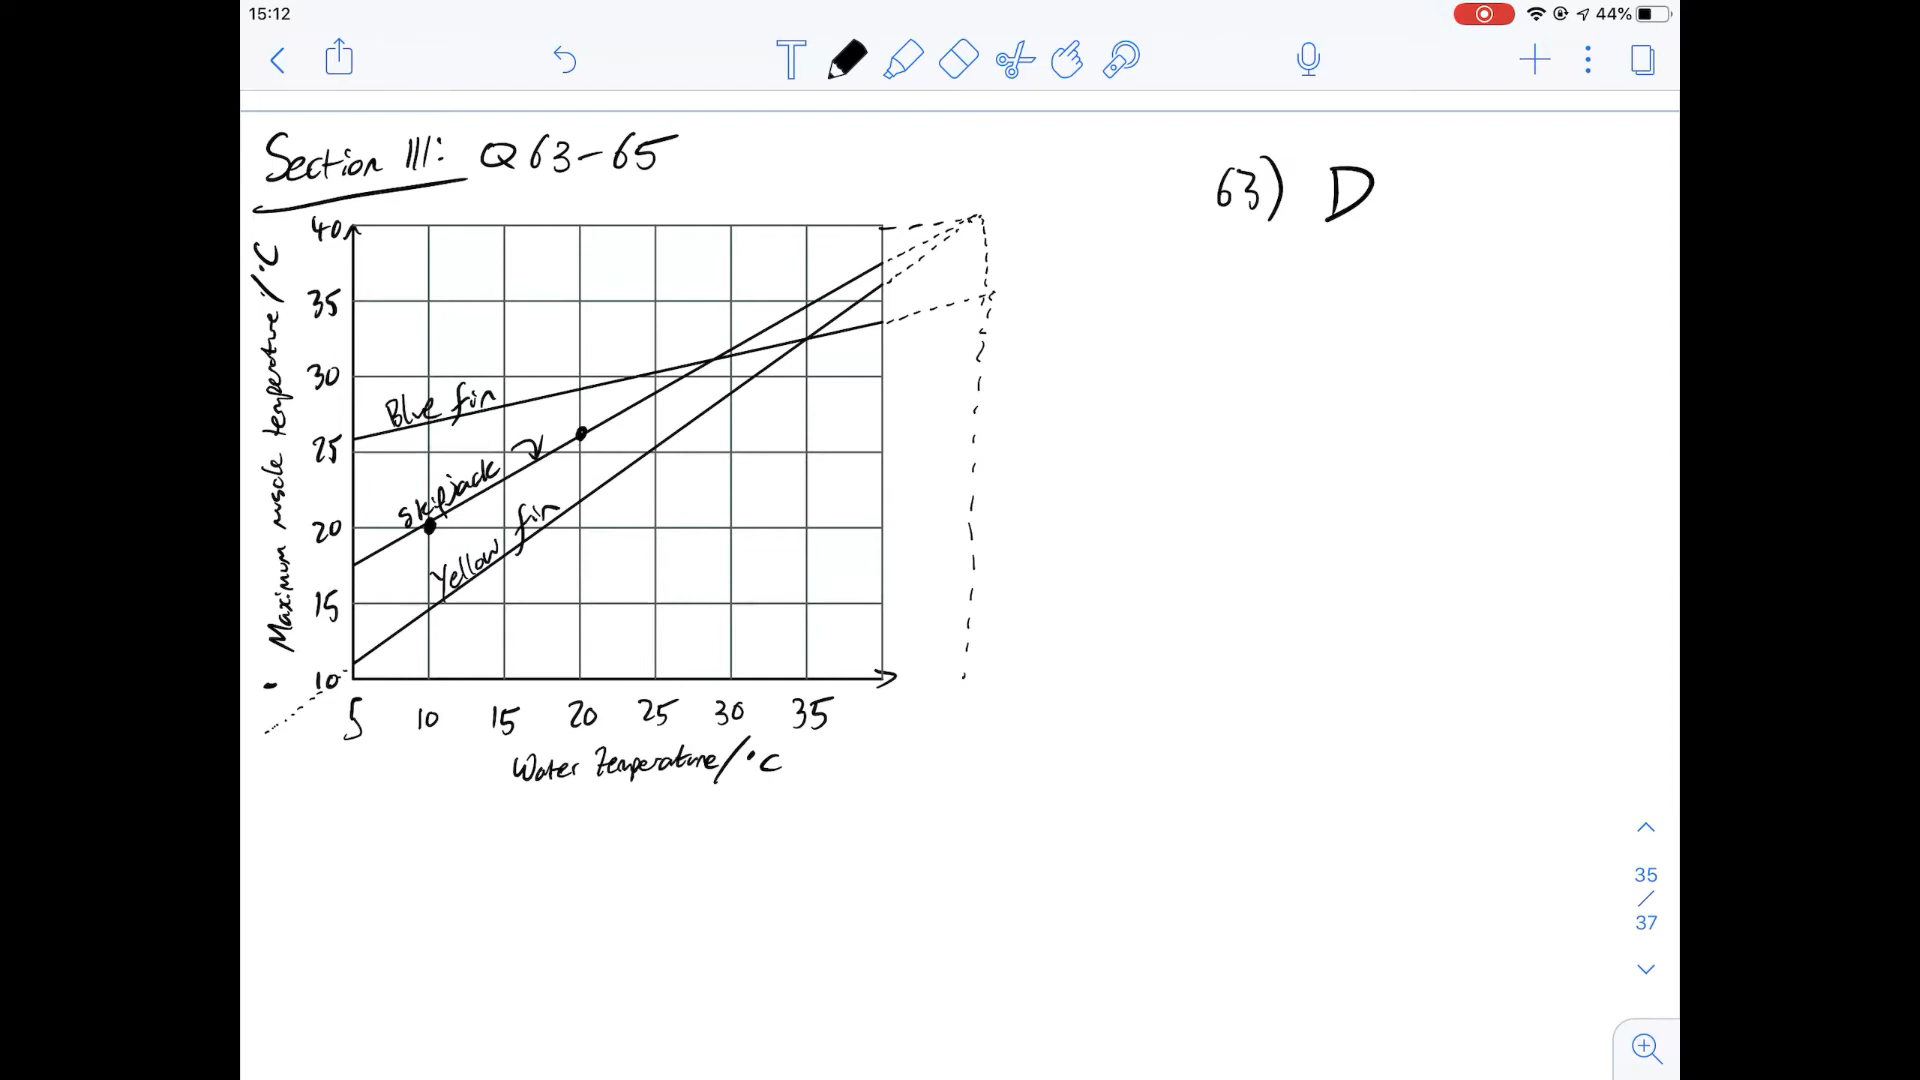 15:12
44%
T
Section III: Q63-65
63) D
Maximum muscle temperature /°C
40
35
30
25
20
15
10
Blue fin
Skipjack
Yellow fin
5 10 15 20 25 30 35
Water Temperature/°C
35
/
37